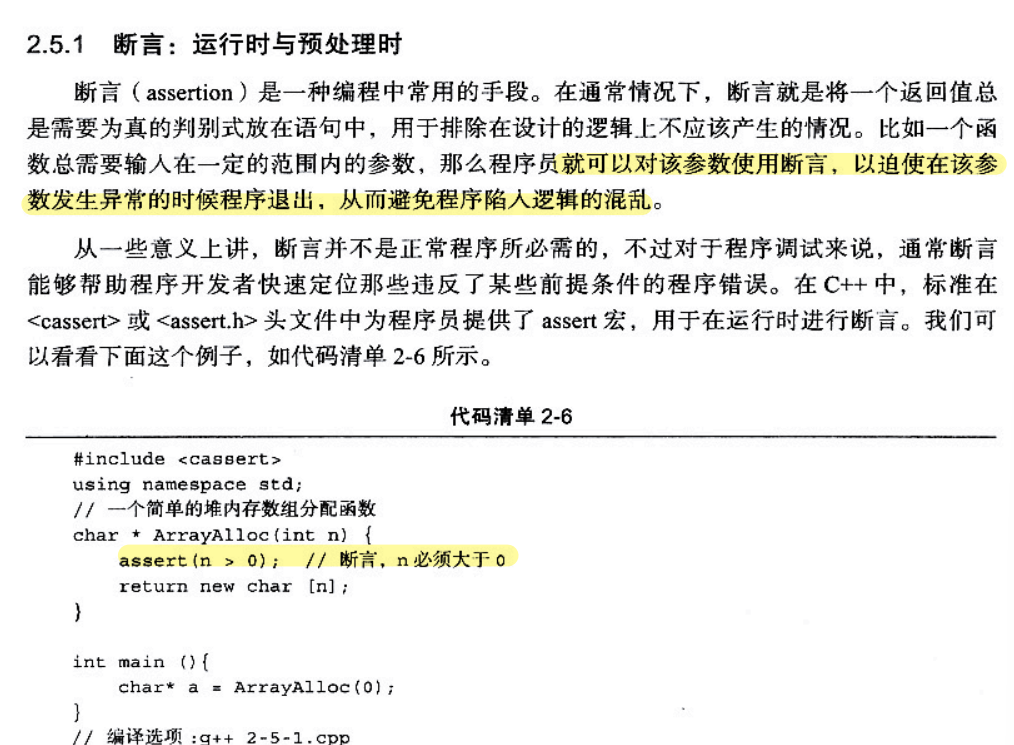 2.5.1 断言：运行时与预处理时
断言（assertion）是一种编程中常用的手段。在通常情况下，断言就是将一个返回值总
是需要为真的判别式放在语句中，用于排除在设计的逻辑上不应该产生的情况。比如一个函
数总需要输入在一定的范围内的参数，那么程序员就可以对该参数使用断言，以迫使在该参
数发生异常的时候程序退出，从而避免程序陷入逻辑的混乱。
从一些意义上讲，断言并不是正常程序所必需的，不过对于程序调试来说，通常断言
能够帮助程序开发者快速定位那些违反了某些前提条件的程序错误。在 C++ 中，标准在
<cassert> 或 <assert.h> 头文件中为程序员提供了 assert 宏，用于在运行时进行断言。我们可
以看看下面这个例子，如代码清单 2-6 所示。
代码清单 2-6
#include <cassert>
using namespace std;
// 一个简单的堆内存数组分配函数
char * ArrayAlloc(int n) {
assert(n > 0); // 断言，n 必须大于 0
return new char [n];
}
int main (){
char* a = ArrayAlloc(0);
}
// 编译选项 :g++ 2-5-1.cpp